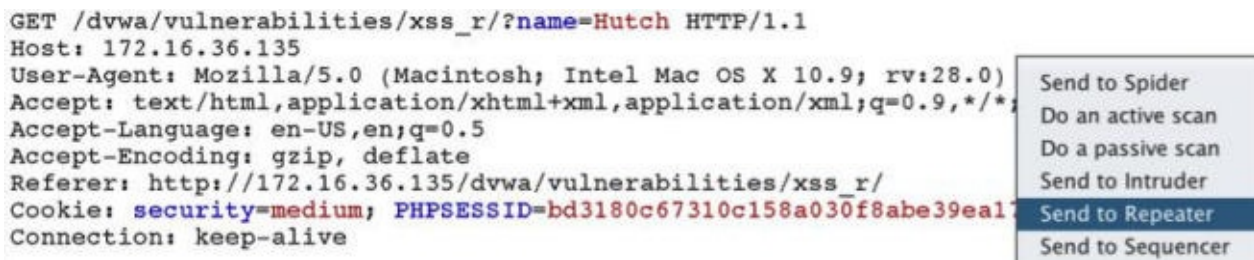 GET /dvwa/vulnerabilities/xss_r/?name=Hutch HTTP/1.1
Host: 172.16.36.135
User-Agent: Mozilla/5.0 (Macintosh; Intel Mac OS X 10.9; rv:28.0)
Accept: text/html,application/xhtml+xml,application/xml;q=0.9,*/*;
Accept-Language: en-US,en;q=0.5
Accept-Encoding: gzip, deflate
Referer: http://172.16.36.135/dvwa/vulnerabilities/xss_r/
Cookie: security=medium; PHPSESSID=bd3180c67310c158a030f8abe39ea17
Connection: keep-alive
Send to Spider
Do an active scan
Do a passive scan
Send to Intruder
Send to Repeater
Send to Sequencer